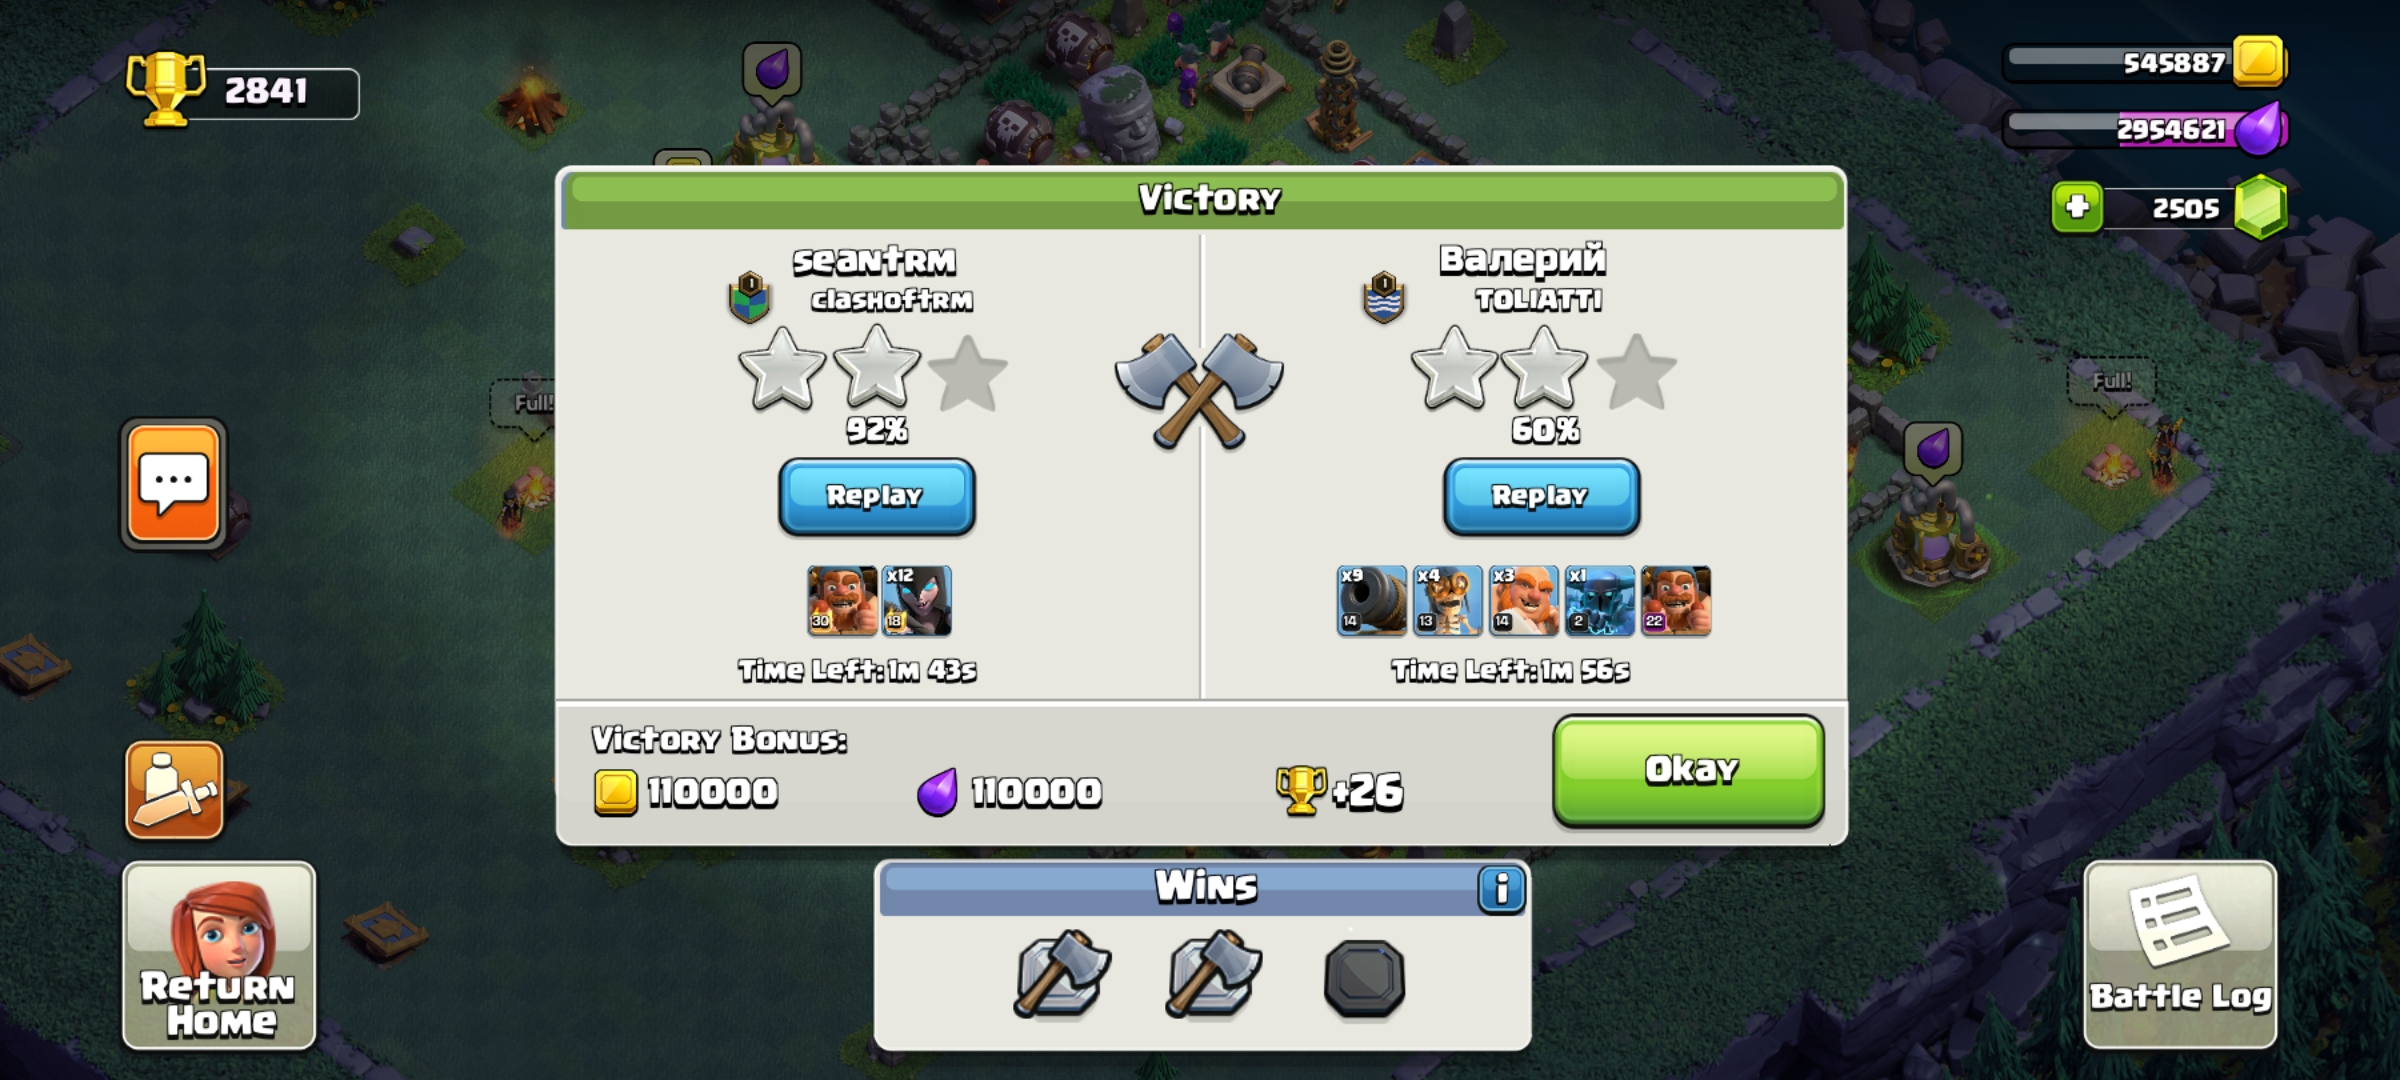 2841
545887
2954621
2505
Victory
seantrm
clashoftrm
1
92%
Replay
30
x12
18
Time Left:1m 43s
Валерий
TOLIATTI
1
60%
Replay
x9
14
x4
13
x3
14
x1
2
22
Time Left:1m 56s
Full!
Full!
Victory Bonus:
110000
110000
+26
Okay
Wins
i
Return
Home
Battle Log